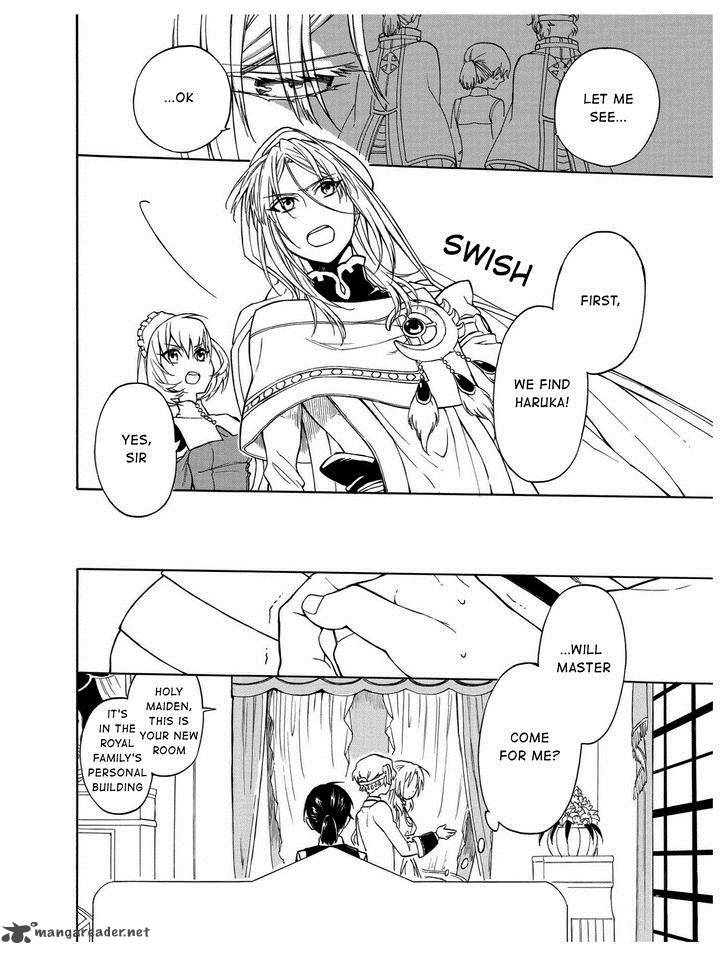 LET ME
SEE...
...OK
SWISH
FIRST,
WE FIND
HARUKA!
YES,
SIR
...WILL
MASTER
COME
FOR ME?
HOLY
MAIDEN,
THIS IS
YOUR NEW
ROOM
IT'S
IN THE
ROYAL
FAMILY'S
PERSONAL
BUILDING
mangareader.net